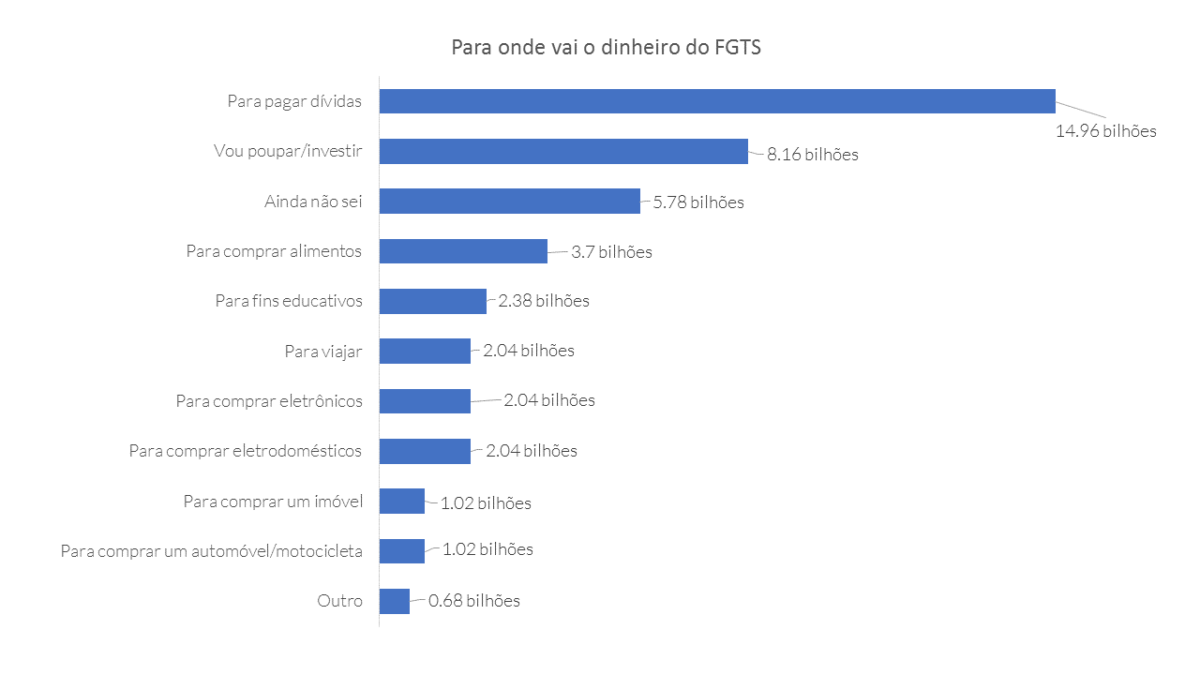 Para onde vai o dinheiro do FGTS
Para pagar dívidas
14.96 bilhões
Vou poupar/investir
8.16 bilhões
Ainda não sei
5.78 bilhões
Para comprar alimentos
3.7 bilhões
Para fins educativos
2.38 bilhões
Para viajar
2.04 bilhões
Para comprar eletrônicos
2.04 bilhões
Para comprar eletrodomésticos
2.04 bilhões
Para comprar um imóvel
1.02 bilhões
Para comprar um automóvel/motocicleta
1.02 bilhões
Outro
0.68 bilhões